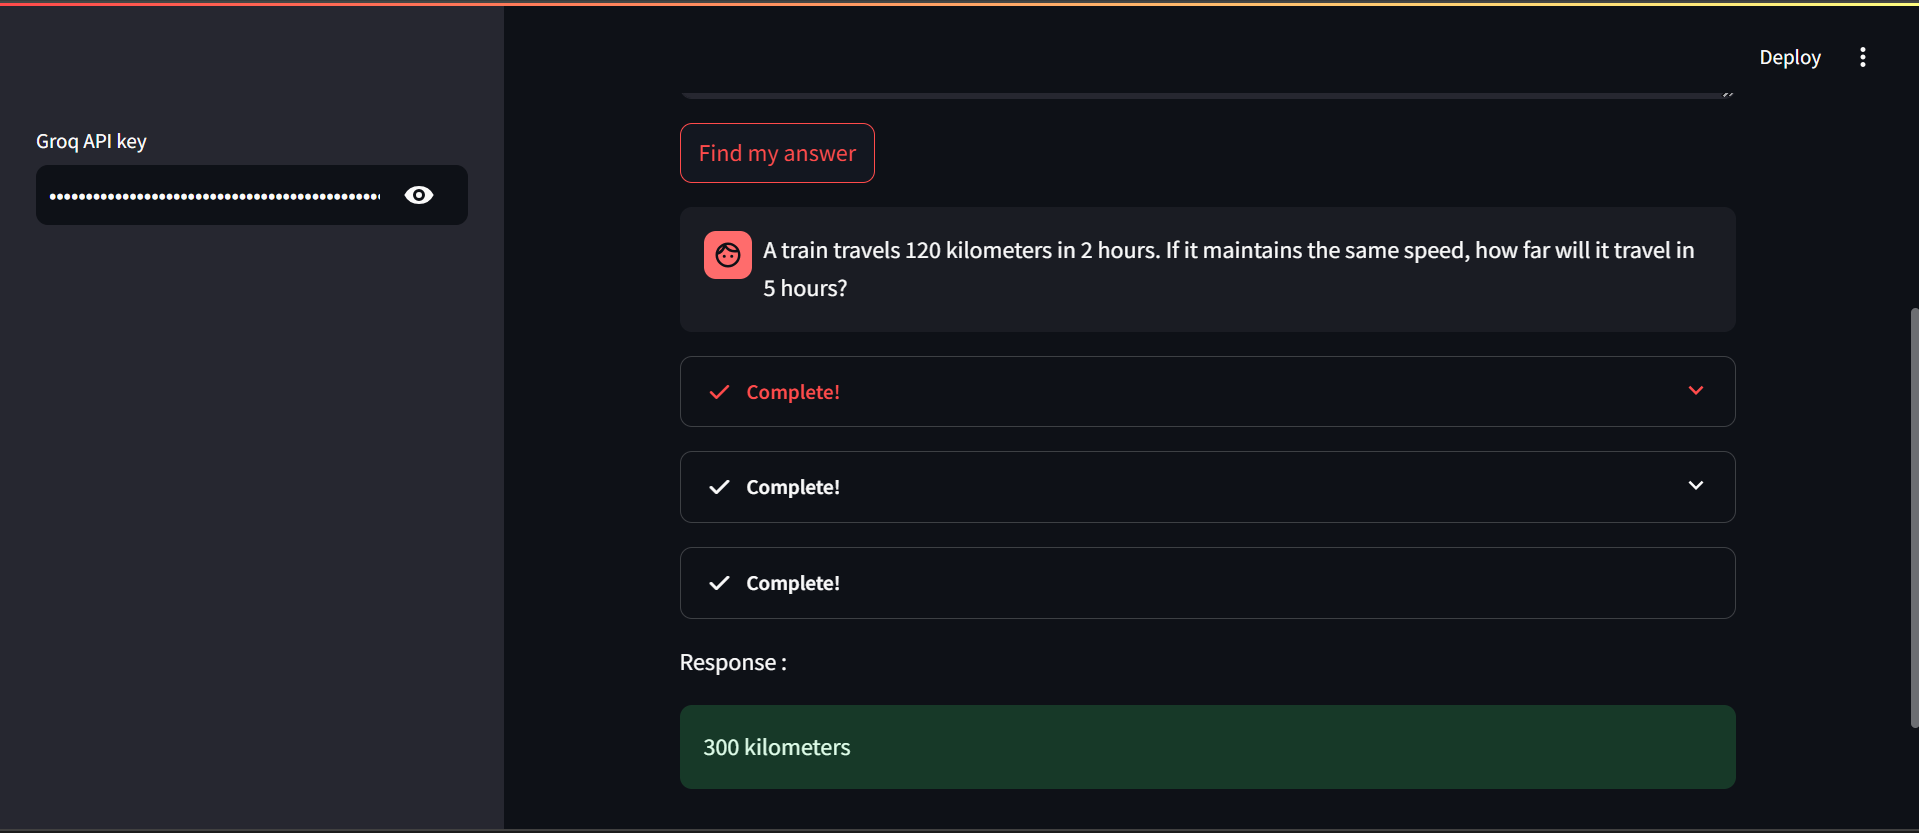 Deploy
Groq API key
Find my answer
A train travels 120 kilometers in 2 hours. If it maintains the same speed, how far will it travel in
5 hours?
Complete!
Complete!
Complete!
Response :
300 kilometers